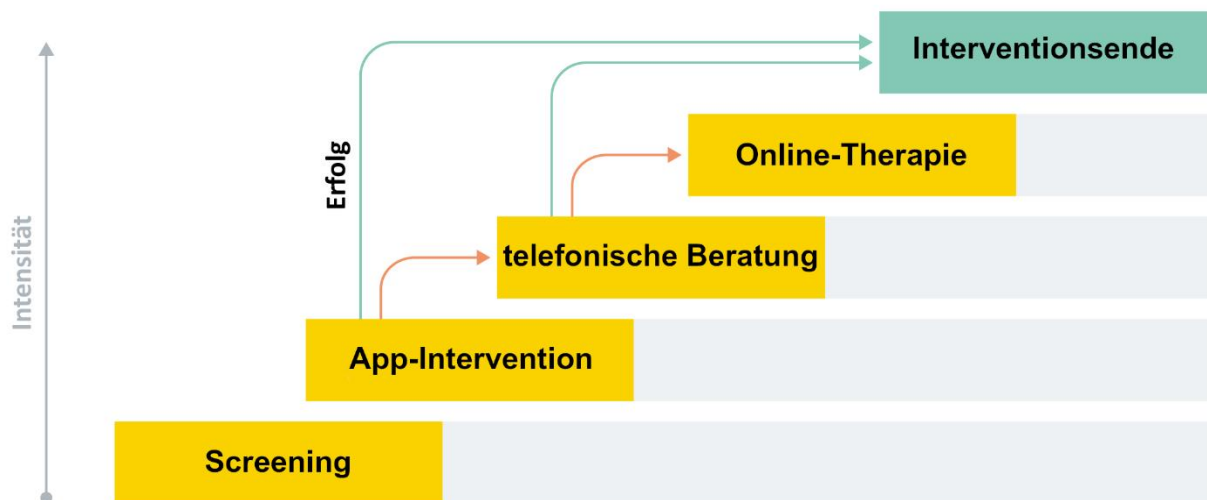 Interventionsende
Online-Therapie
Erfolg
telefonische Beratung
Intensität
App-Intervention
Screening